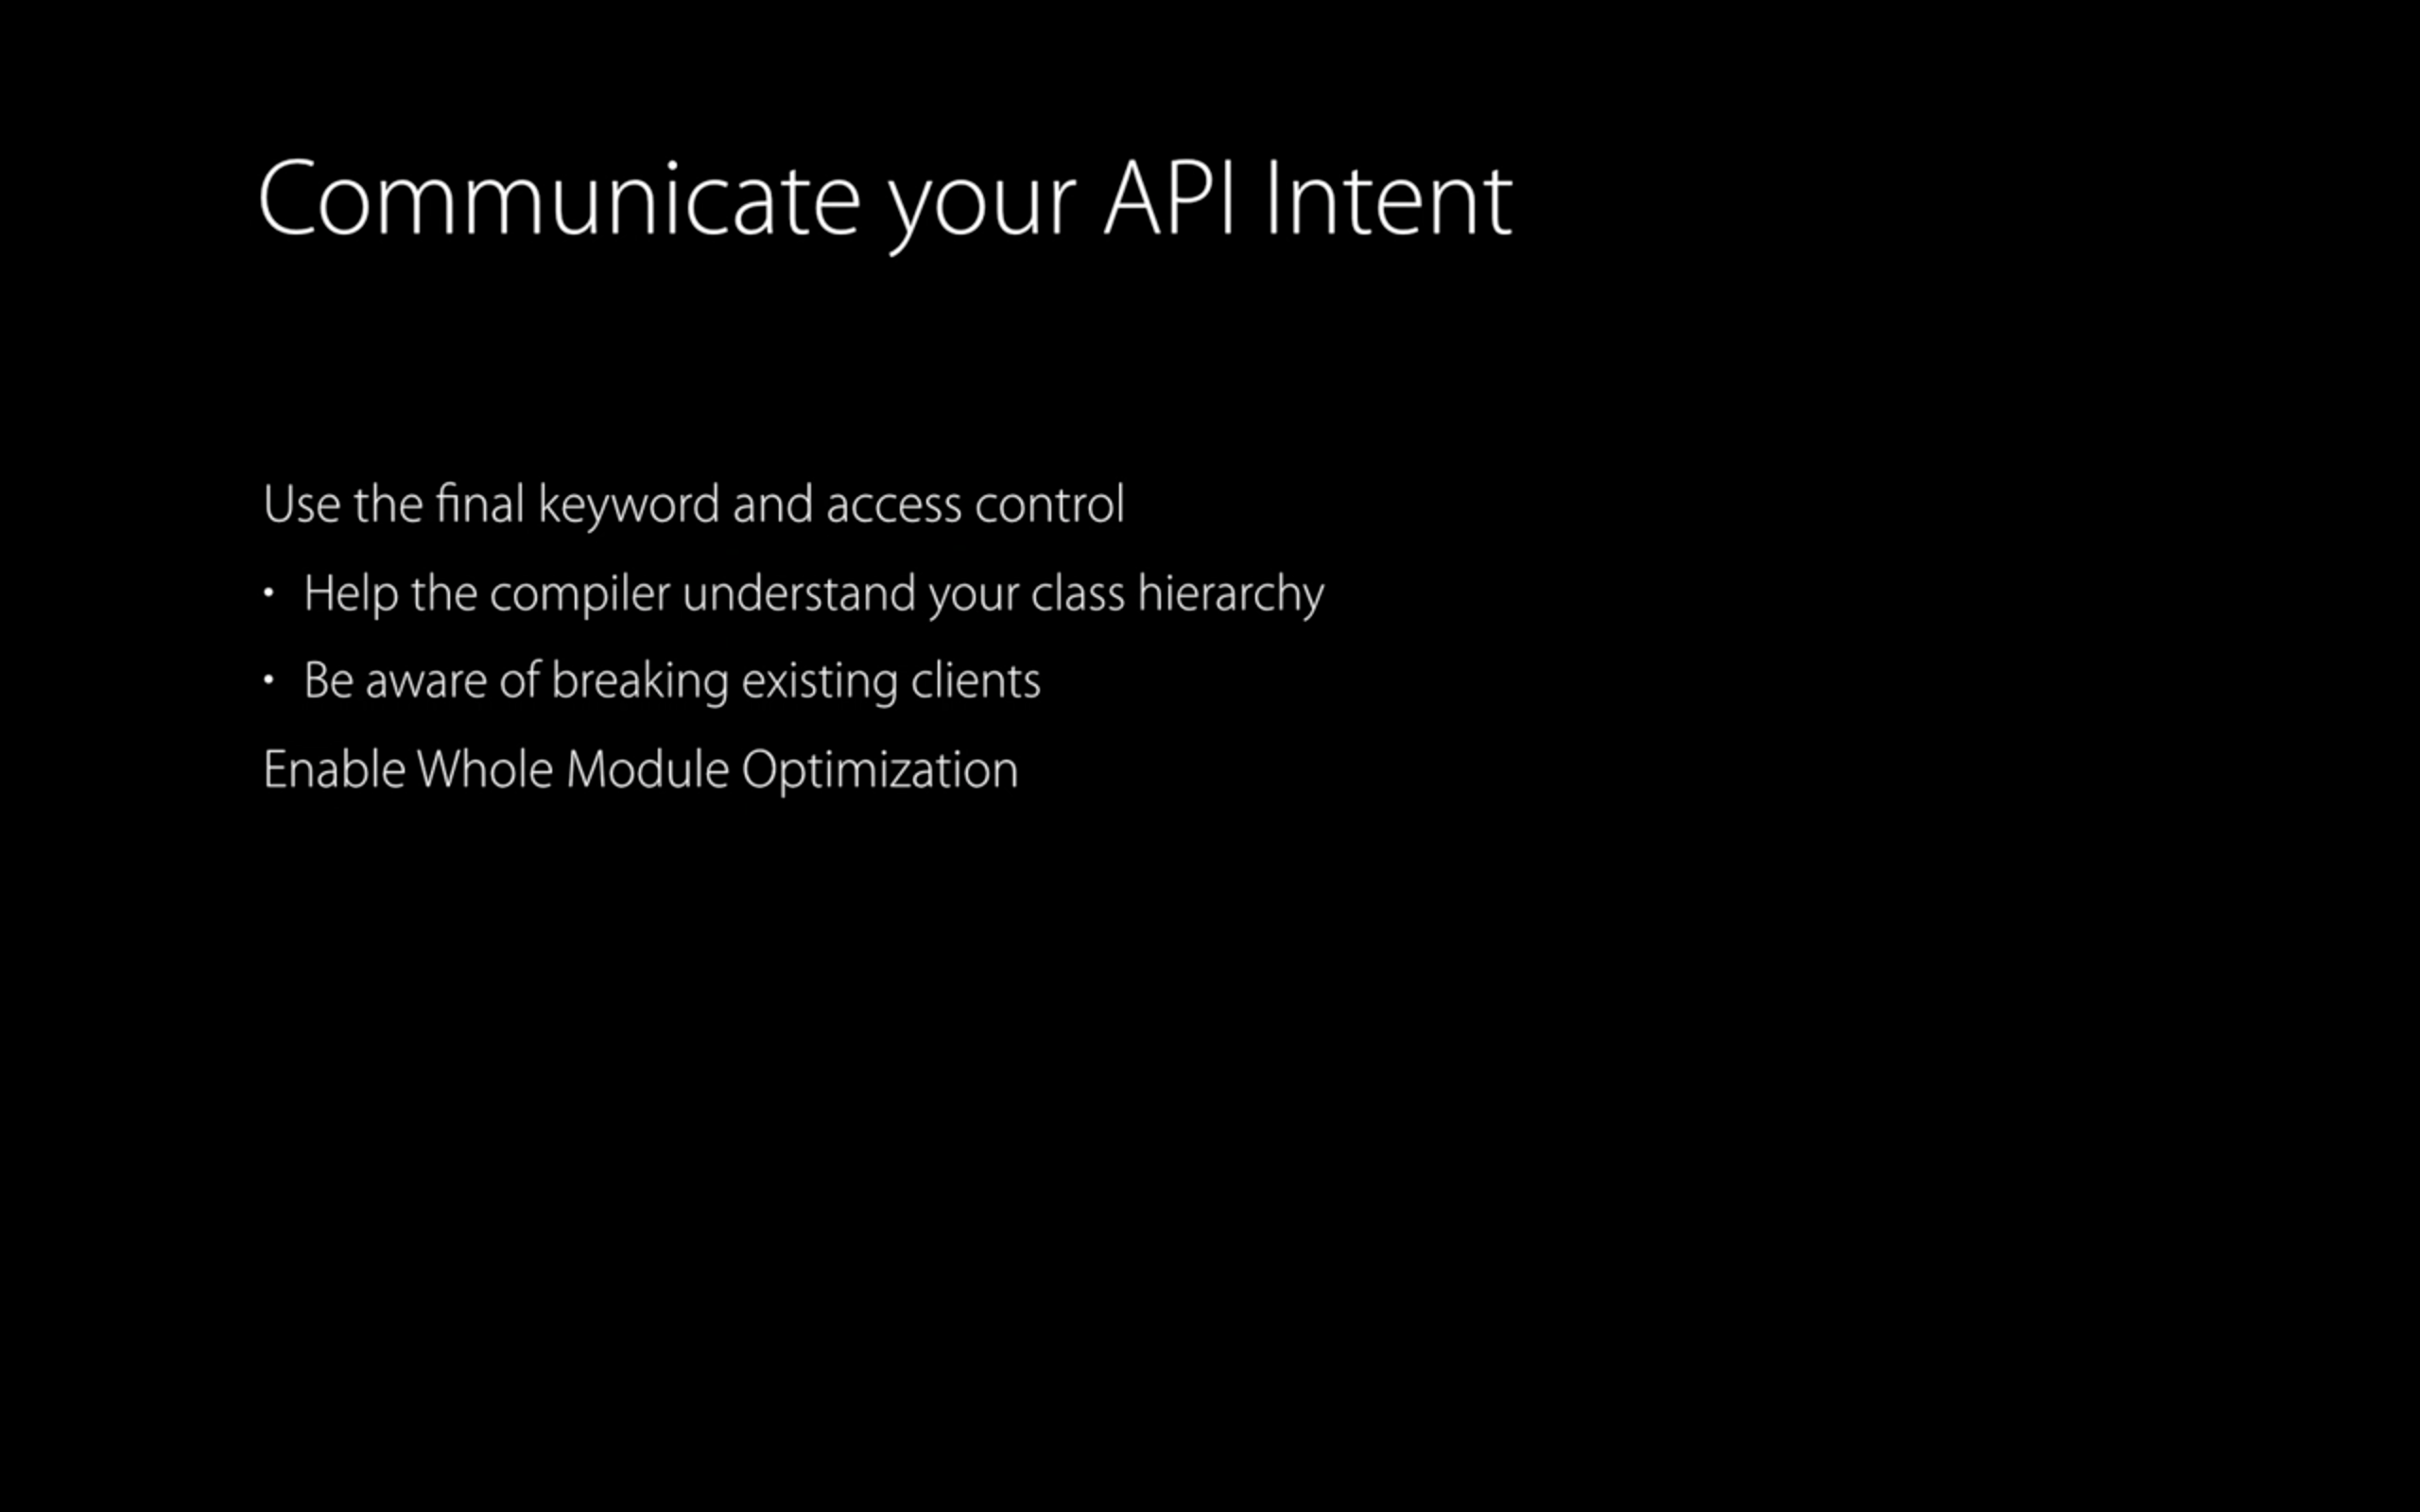 Communicate your API Intent
Use the final keyword and access control
• Help the compiler understand your class hierarchy
• Be aware of breaking existing clients
Enable Whole Module Optimization